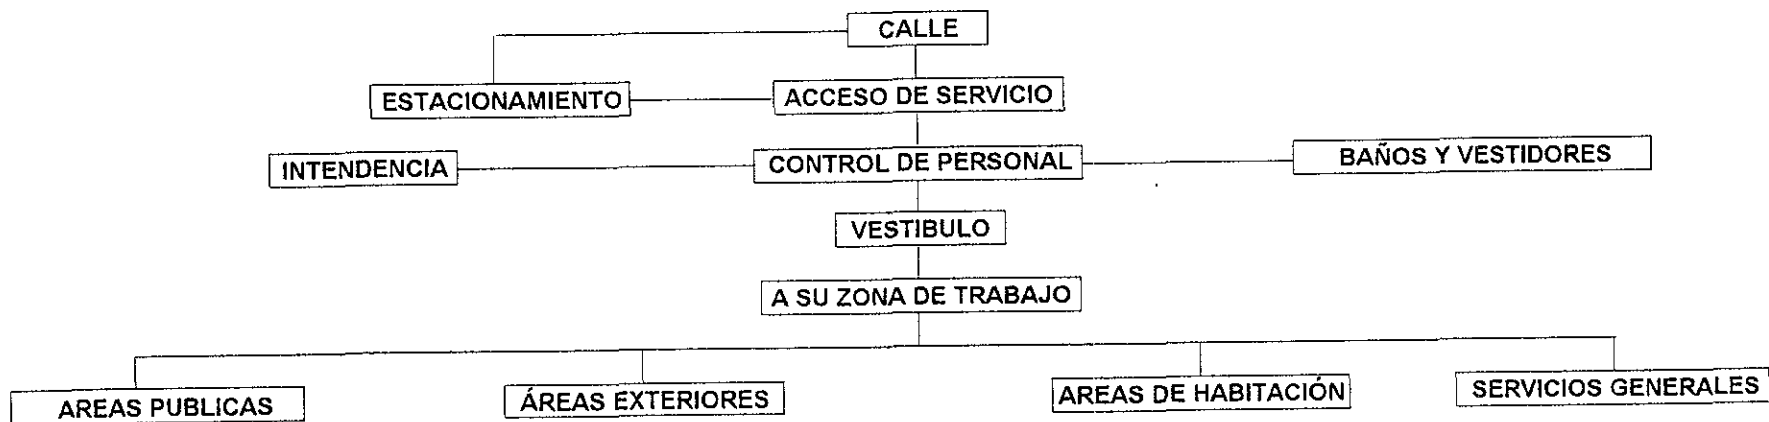 CALLE
ESTACIONAMIENTO
ACCESO DE SERVICIO
INTENDENCIA
CONTROL DE PERSONAL
BAÑOS Y VESTIDORES
VESTIBULO
A SU ZONA DE TRABAJO
AREAS PUBLICAS
ÁREAS EXTERIORES
AREAS DE HABITACIÓN
SERVICIOS GENERALES